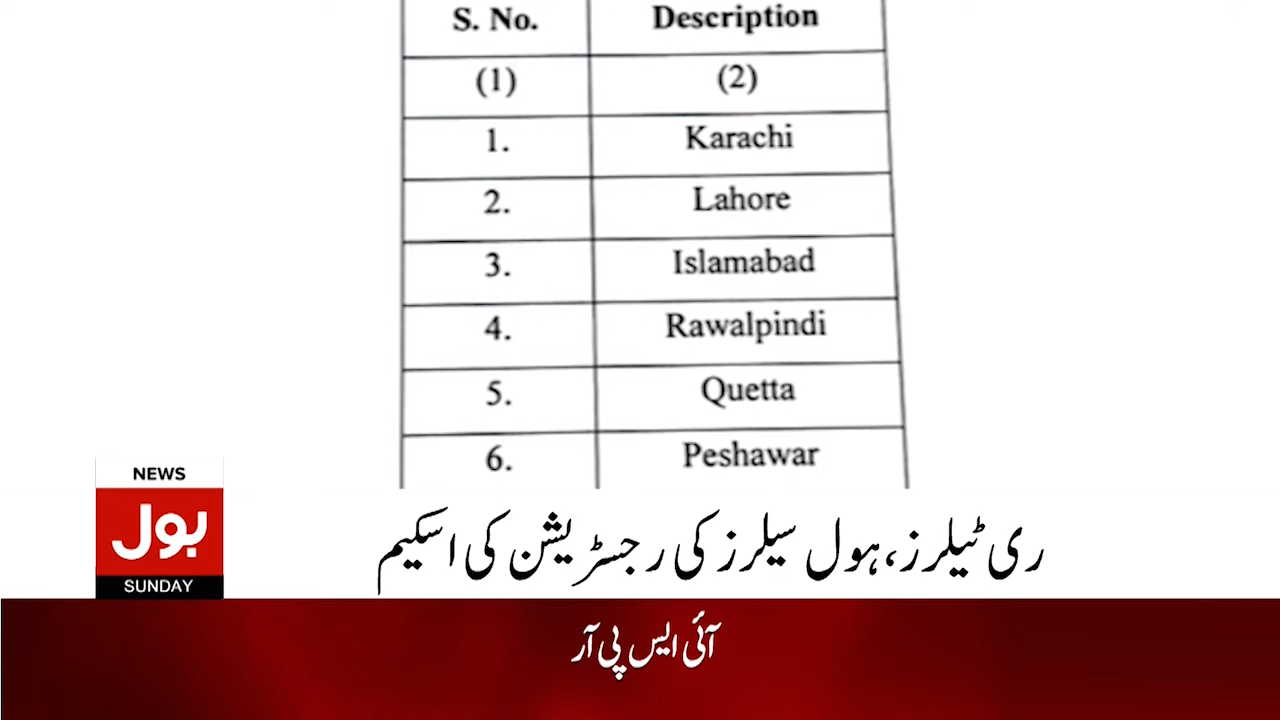 S. No. Description
(1) (2)
1. Karachi
2. Lahore
3. Islamabad
4. Rawalpindi
5. Quetta
6. Peshawar
NEWS
بول
SUNDAY
ری ٹیلرز، ہول سیلرز کی رجسٹریشن کی اسکیم
آئی ایس پی آر